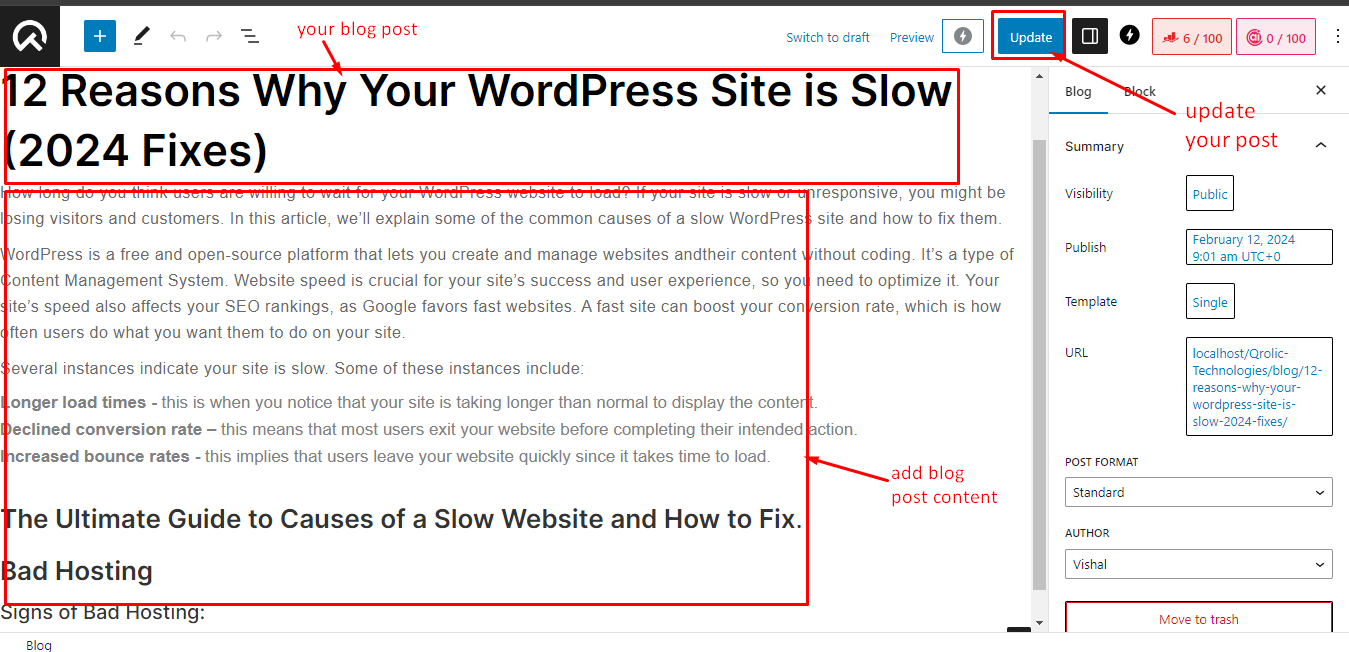 your blog post
Switch to draft Preview Update 6 / 100 0 / 100
12 Reasons Why Your WordPress Site is Slow
(2024 Fixes)
How long do you think users are willing to wait for your WordPress website to load? If your site is slow or unresponsive, you might be
losing visitors and customers. In this article, we’ll explain some of the common causes of a slow WordPress site and how to fix them.
WordPress is a free and open-source platform that lets you create and manage websites andtheir content without coding. It’s a type of
Content Management System. Website speed is crucial for your site’s success and user experience, so you need to optimize it. Your
site’s speed also affects your SEO rankings, as Google favors fast websites. A fast site can boost your conversion rate, which is how
often users do what you want them to do on your site.
Several instances indicate your site is slow. Some of these instances include:
Longer load times - this is when you notice that your site is taking longer than normal to display the content.
Declined conversion rate – this means that most users exit your website before completing their intended action.
Increased bounce rates - this implies that users leave your website quickly since it takes time to load.
add blog
post content
The Ultimate Guide to Causes of a Slow Website and How to Fix.
Bad Hosting
Signs of Bad Hosting:
Blog
Blog Block
update
your post
Summary
Visibility Public
Publish February 12, 2024
9:01 am UTC+0
Template Single
URL localhost/Qrolic-
Technologies/blog/12-
reasons-why-your-
wordpress-site-is-
slow-2024-fixes/
POST FORMAT
Standard
AUTHOR
Vishal
Move to trash